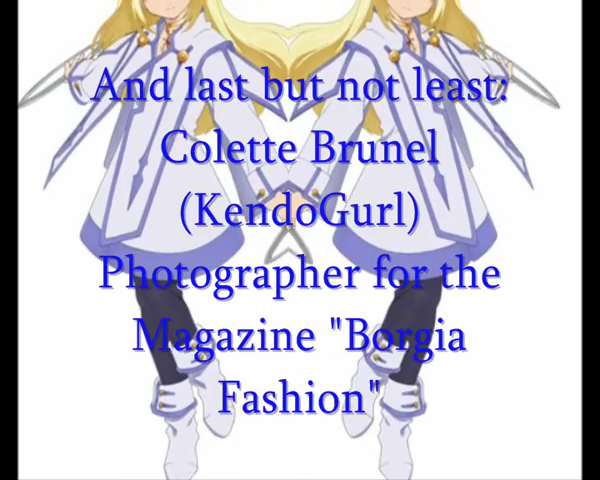 And last but not least:
Colette Brunel
(KendoGurl)
Photographer for the
Magazine "Borgia
Fashion"